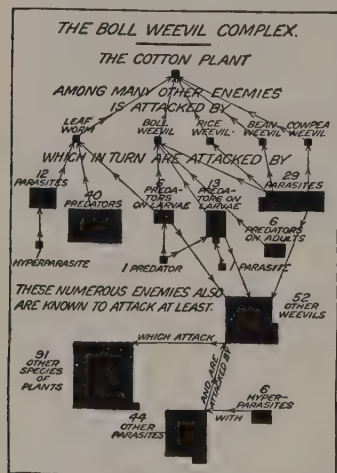 THE BOLL WEEVIL COMPLEX.
THE COTTON PLANT
AMONG MANY OTHER ENEMIES
IS ATTACKED BY
LEAF WORM
BOLL WEEVIL
RICE WEEVIL
BEAN WEEVIL
COWPEA WEEVIL
WHICH IN TURN ARE ATTACKED BY
12 PARASITES
40 PREDATORS
PREDATORS ON LARVAE
13 PREDATORS ON LARVAE
29 PARASITES
6 PREDATORS ON ADULTS
HYPERPARASITE
1 PREDATOR
1 PARASITE
THESE NUMEROUS ENEMIES ALSO
ARE KNOWN TO ATTACK AT LEAST.
52 OTHER WEEVILS
WHICH ATTACK
91 OTHER SPECIES OF PLANTS
AND ARE ATTACKED BY
44 OTHER PARASITES
WITH
6 HYPER-PARASITES